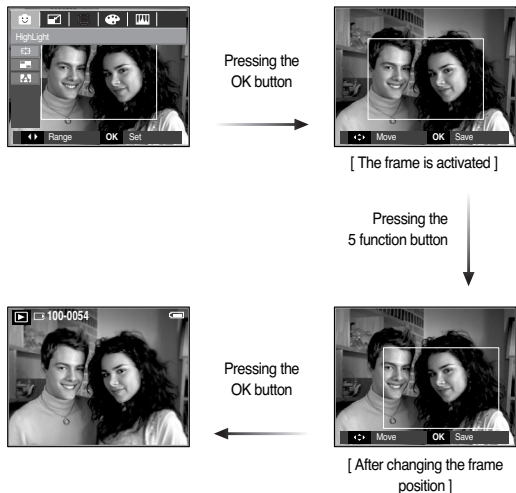 HighLight
Range OK Set
Pressing the
OK button
Move OK Save
[ The frame is activated ]
Pressing the
5 function button
100-0054
Pressing the
OK button
Move OK Save
[ After changing the frame
position ]